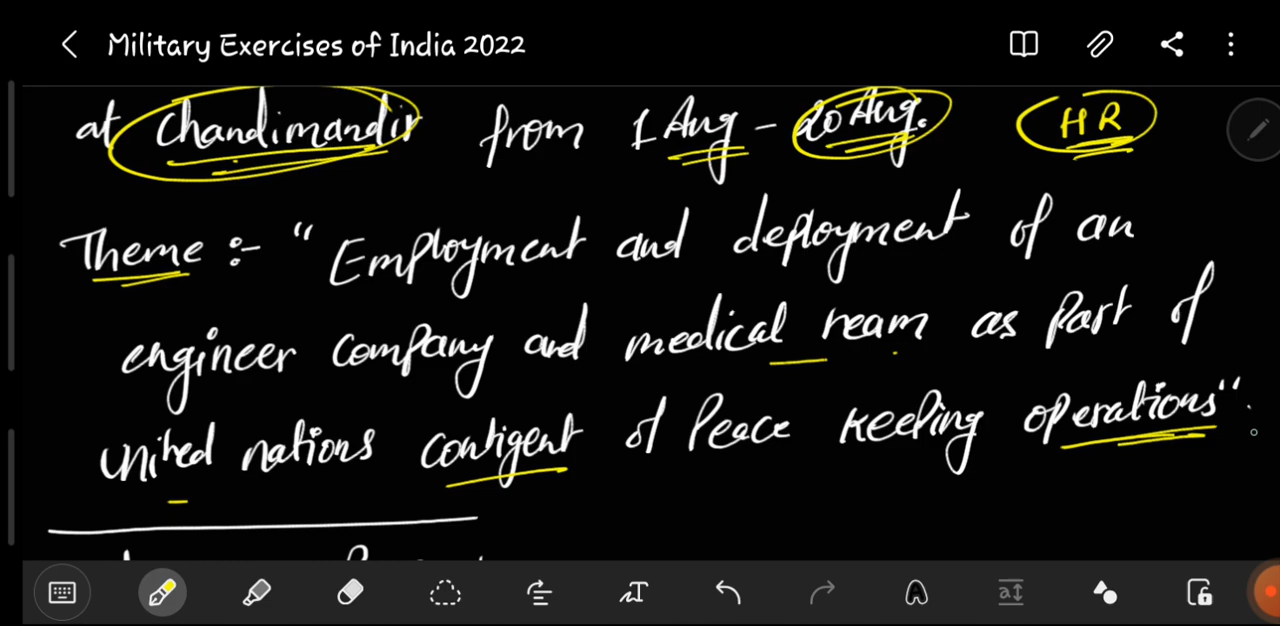 Military Exercises of India 2022
at Chandimandir from 1 Aug - 20 Aug. HR
Theme :- "Employment and deployment of an
engineer company and medical ream as part of
united nations contigent of Peace keeping operations".